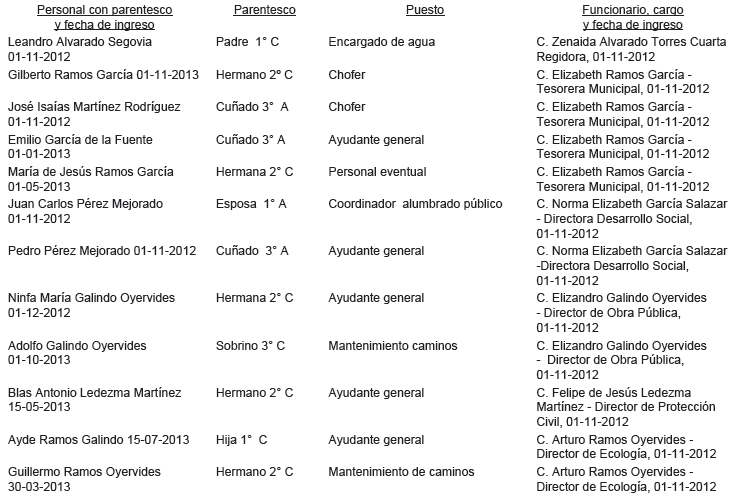 Personal con parentesco Parentesco Puesto Funcionario, cargo
y fecha de ingreso y fecha de ingreso
Leandro Alvarado Segovia Padre 1° C Encargado de agua C. Zenaida Alvarado Torres Cuarta
01-11-2012 Regidora, 01-11-2012
Gilberto Ramos García 01-11-2013 Hermano 2º C Chofer C. Elizabeth Ramos García -
Tesorera Municipal, 01-11-2012
José Isaías Martínez Rodríguez Cuñado 3° A Chofer C. Elizabeth Ramos García -
01-11-2012 Tesorera Municipal, 01-11-2012
Emilio García de la Fuente Cuñado 3° A Ayudante general C. Elizabeth Ramos García -
01-01-2013 Tesorera Municipal, 01-11-2012
María de Jesús Ramos García Hermana 2° C Personal eventual C. Elizabeth Ramos García -
01-05-2013 Tesorera Municipal, 01-11-2012
Juan Carlos Pérez Mejorado Esposa 1° A Coordinador alumbrado público C. Norma Elizabeth García Salazar
01-11-2012 - Directora Desarrollo Social,
01-11-2012
Pedro Pérez Mejorado 01-11-2012 Cuñado 3° A Ayudante general C. Norma Elizabeth García Salazar
-Directora Desarrollo Social,
01-11-2012
Ninfa María Galindo Oyervides Hermana 2° C Ayudante general C. Elizandro Galindo Oyervides
01-12-2012 - Director de Obra Pública,
01-11-2012
Adolfo Galindo Oyervides Sobrino 3° C Mantenimiento caminos C. Elizandro Galindo Oyervides
01-10-2013 - Director de Obra Pública,
01-11-2012
Blas Antonio Ledezma Martínez Hermano 2° C Ayudante general C. Felipe de Jesús Ledezma
15-05-2013 Martínez - Director de Protección
Civil, 01-11-2012
Ayde Ramos Galindo 15-07-2013 Hija 1° C Ayudante general C. Arturo Ramos Oyervides -
Director de Ecología, 01-11-2012
Guillermo Ramos Oyervides Hermano 2° C Mantenimiento de caminos C. Arturo Ramos Oyervides -
30-03-2013 Director de Ecología, 01-11-2012